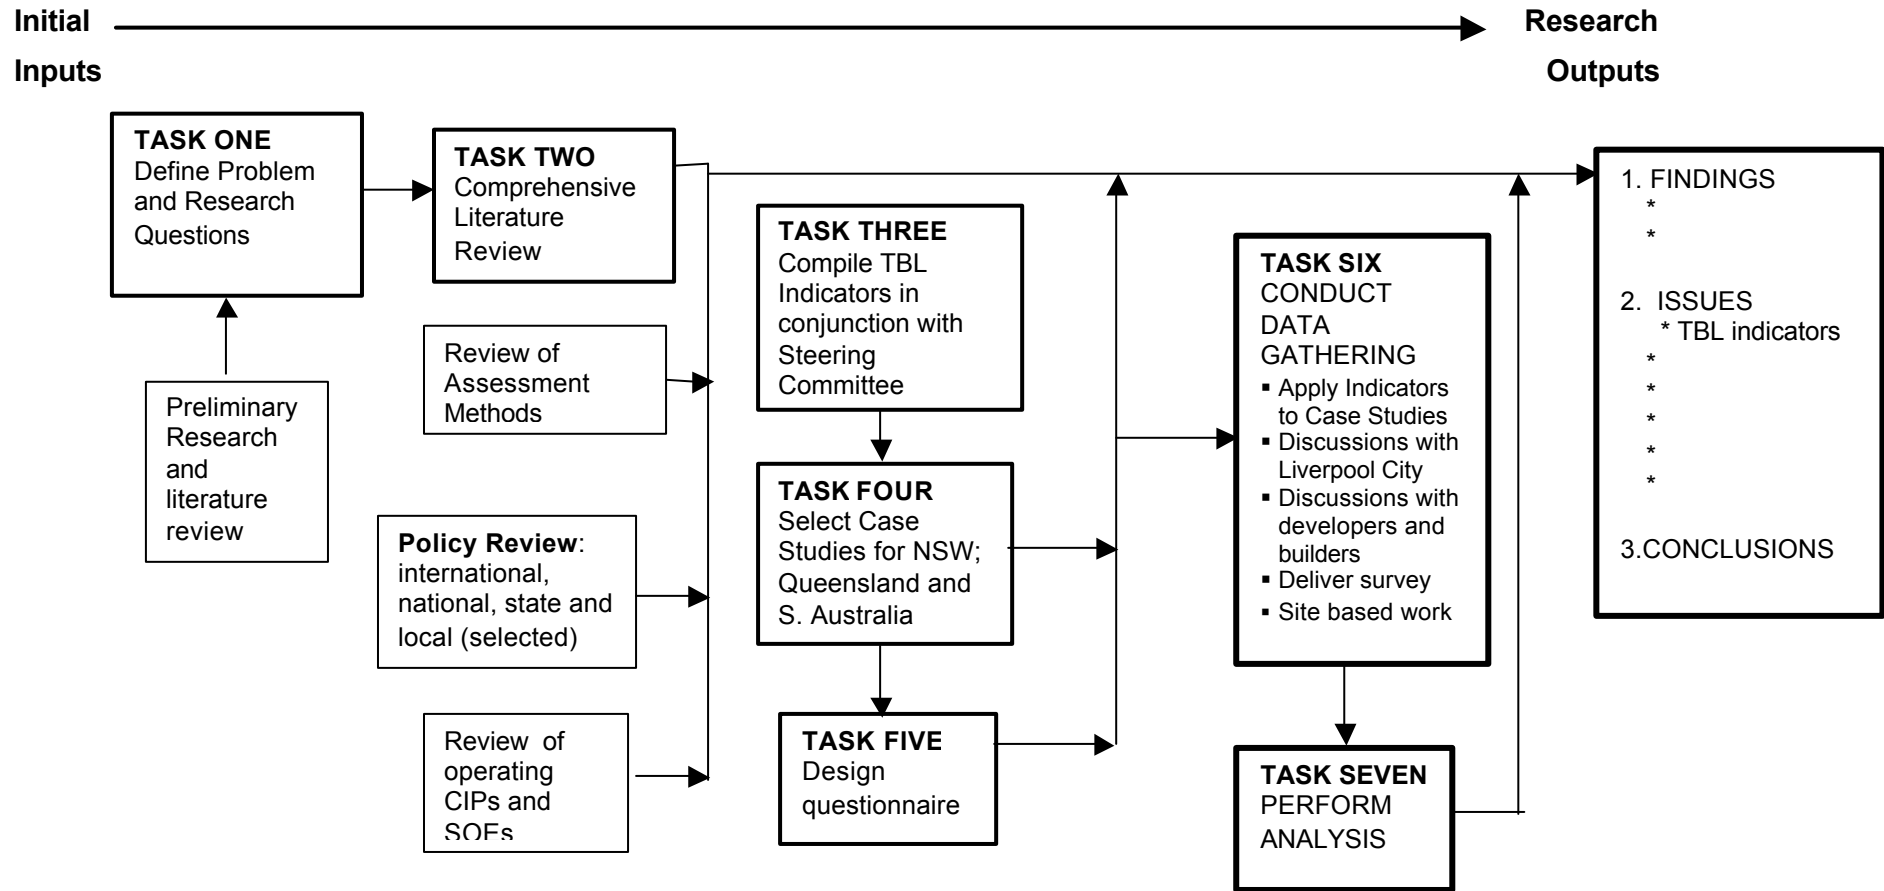 Initial
Inputs
Research
Outputs
TASK ONE
Define Problem
and Research
Questions
Preliminary
Research
and
literature
review
TASK TWO
Comprehensive
Literature
Review
Review of
Assessment
Methods
Policy Review:
international,
national, state and
local (selected)
Review of
operating
CIPs and
SOEs
TASK THREE
Compile TBL
Indicators in
conjunction with
Steering
Committee
TASK FOUR
Select Case
Studies for NSW;
Queensland and
S. Australia
TASK FIVE
Design
questionnaire
TASK SIX
CONDUCT
DATA
GATHERING
▪ Apply Indicators
to Case Studies
▪ Discussions with
Liverpool City
▪ Discussions with
developers and
builders
▪ Deliver survey
▪ Site based work
TASK SEVEN
PERFORM
ANALYSIS
1. FINDINGS
*
*
2. ISSUES
* TBL indicators
*
*
*
*
*
3.CONCLUSIONS